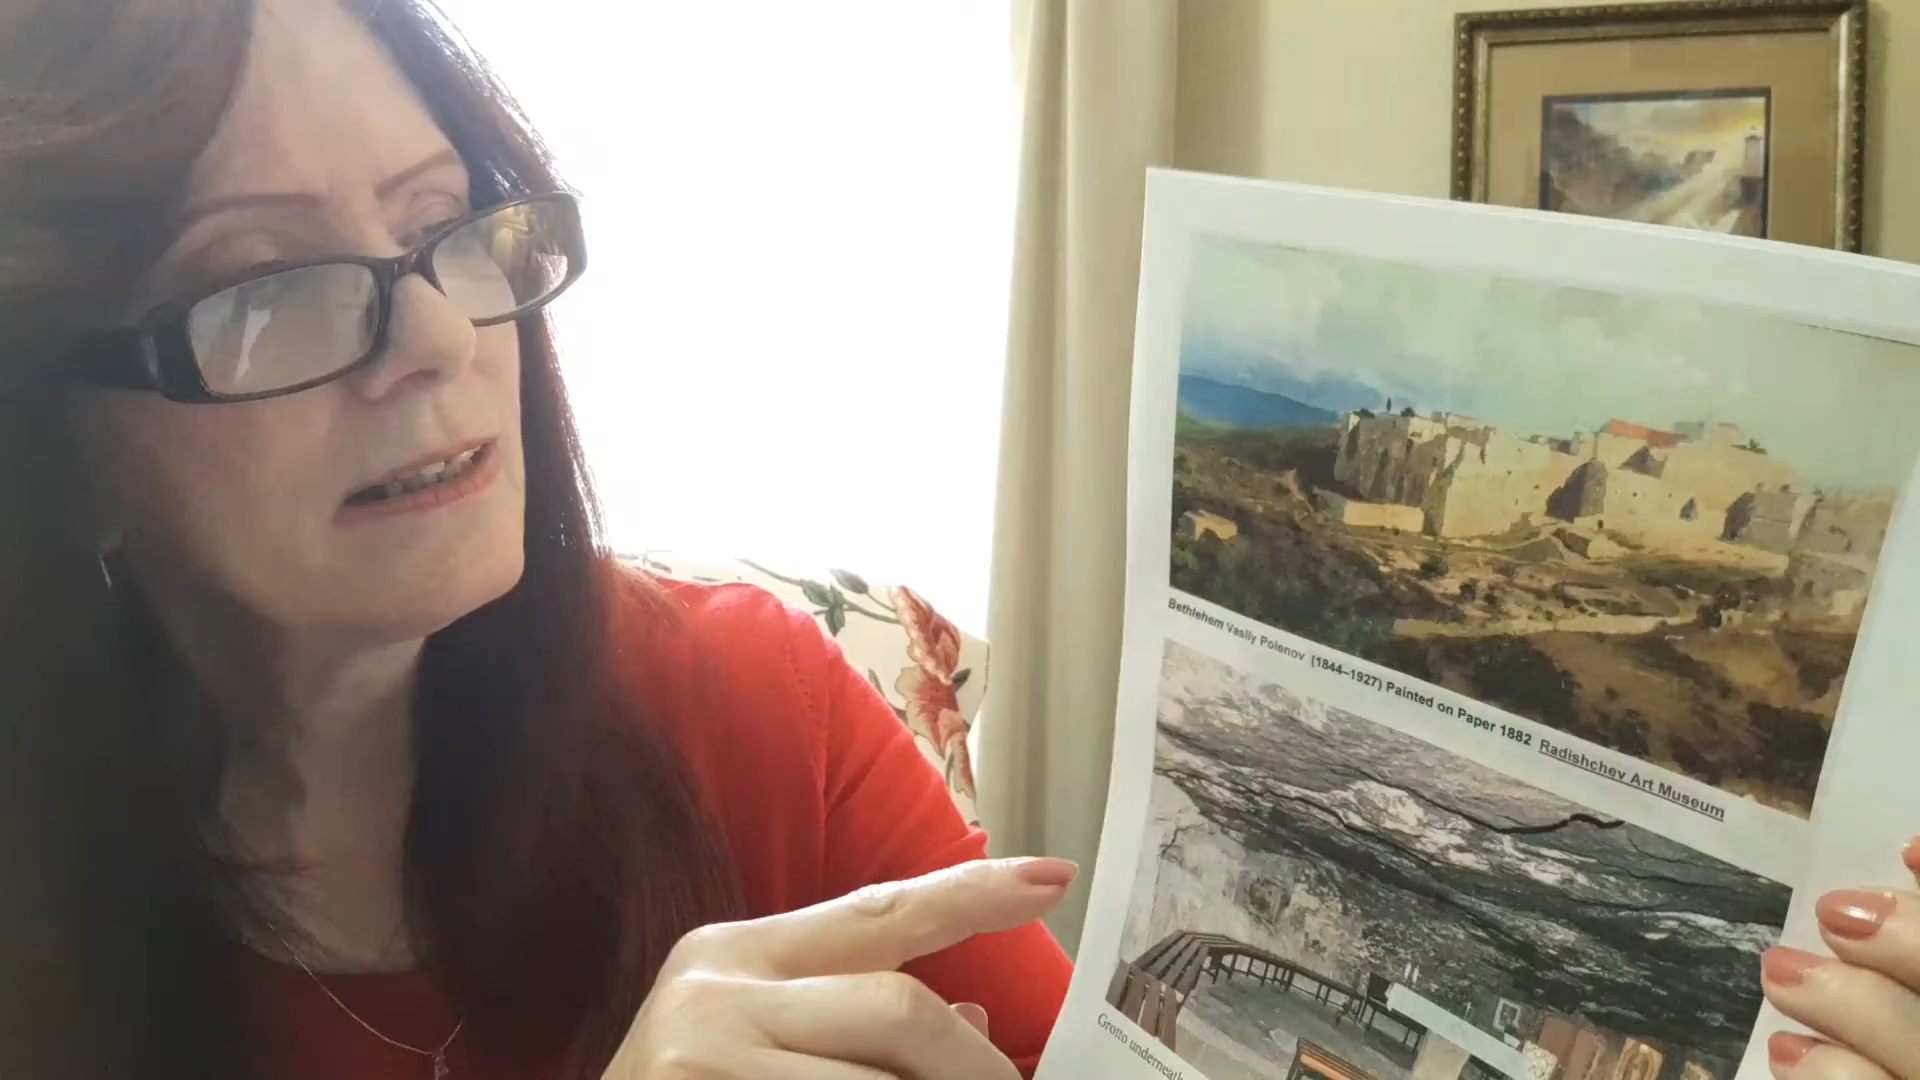 Bethlehem Vasily Polenov (1844–1927) Painted on Paper 1882 Radishchev Art Museum
Grotto underneath